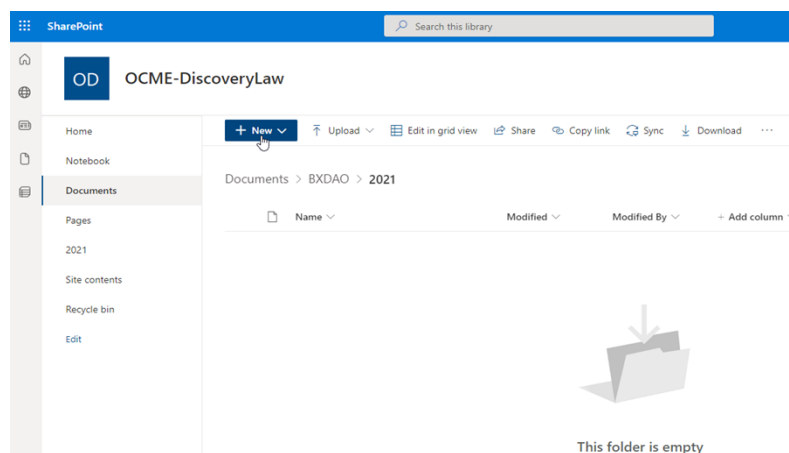 SharePoint
Search this library
OD
OCME-DiscoveryLaw
Home
Notebook
Documents
Pages
2021
Site contents
Recycle bin
Edit
+ New
Upload
Edit in grid view
Share
Copy link
Sync
Download
...
Documents > BXDAO > 2021
Name
Modified
Modified By
+ Add column
This folder is empty